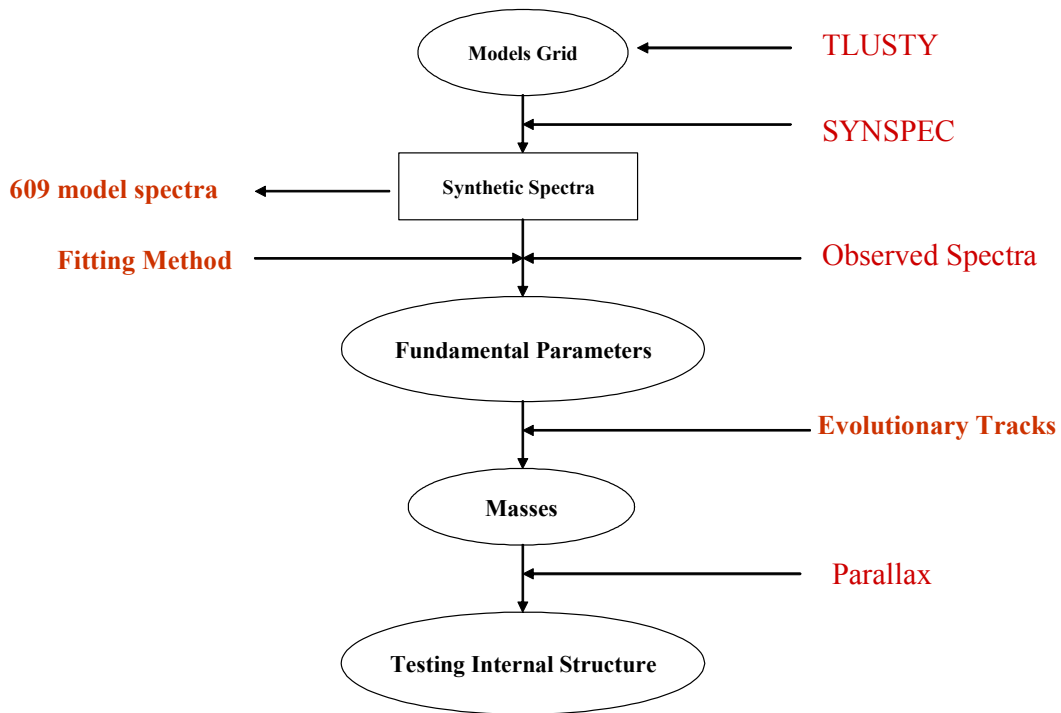 Models Grid
TLUSTY
SYNSPEC
609 model spectra
Synthetic Spectra
Fitting Method
Observed Spectra
Fundamental Parameters
Evolutionary Tracks
Masses
Parallax
Testing Internal Structure